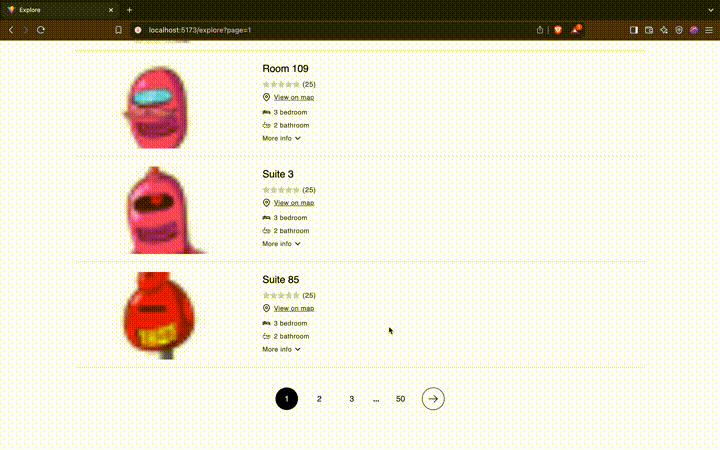 Explore
localhost:5173/explore?page=1
Room 109
(25)
View on map
3 bedroom
2 bathroom
More info
Suite 3
(25)
View on map
3 bedroom
2 bathroom
More info
Suite 85
(25)
View on map
3 bedroom
2 bathroom
More info
1 2 3 ... 50